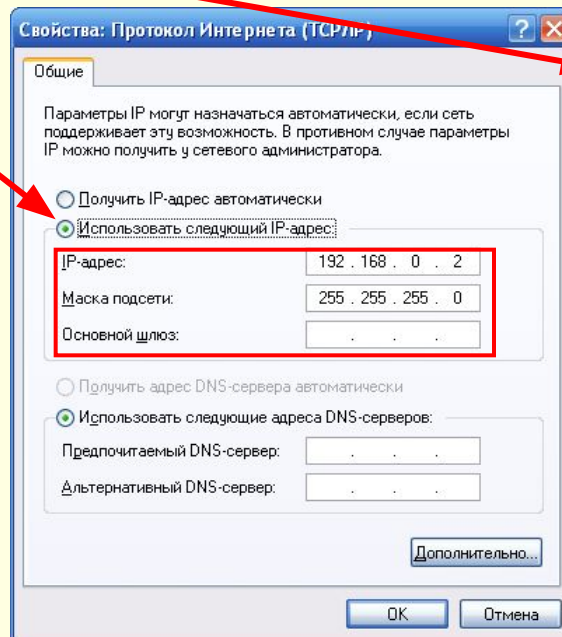 Свойства: Протокол Интернета (TCP/IP)
Общие
Параметры IP могут назначаться автоматически, если сеть
поддерживает эту возможность. В противном случае параметры
IP можно получить у сетевого администратора.
Получить IP-адрес автоматически
Использовать следующий IP-адрес:
IP-адрес: 192 . 168 . 0 . 2
Маска подсети: 255 . 255 . 255 . 0
Основной шлюз: . . .
Получить адрес DNS-сервера автоматически
Использовать следующие адреса DNS-серверов:
Предпочитаемый DNS-сервер: . . .
Альтернативный DNS-сервер: . . .
Дополнительно...
OK Отмена